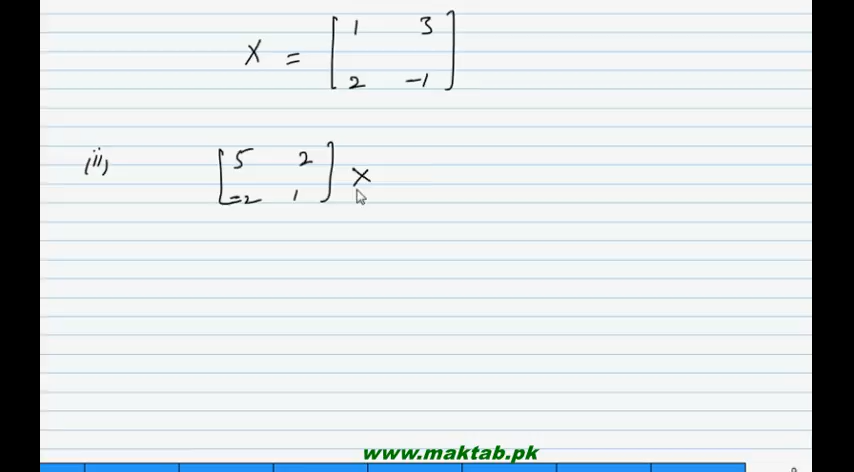 X = [1 3
2 -1]
(ii) [5 2
-2 1] X
www.maktab.pk